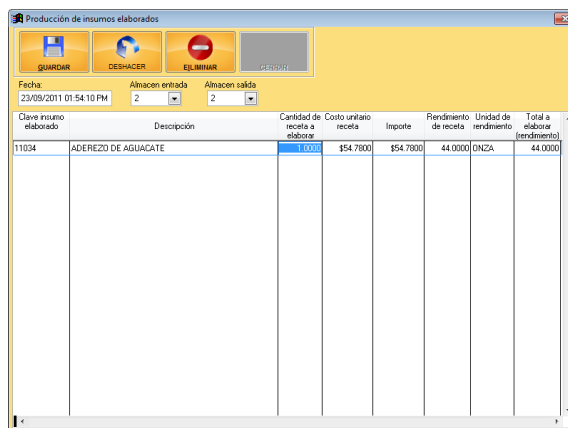 Producción de insumos elaborados
GUARDAR DESHACER E|LIMINAR CERRAR
Fecha: Almacen entrada Almacen salida
23/09/2011 01:54:10 PM 2 2
Clave insumo elaborado Descripción Cantidad de receta a elaborar Costo unitario receta Importe Rendimiento de receta Unidad de rendimiento Total a elaborar (rendimiento)
11034 ADEREZO DE AGUACATE 1.0000 $54.7800 $54.7800 44.0000 ONZA 44.0000